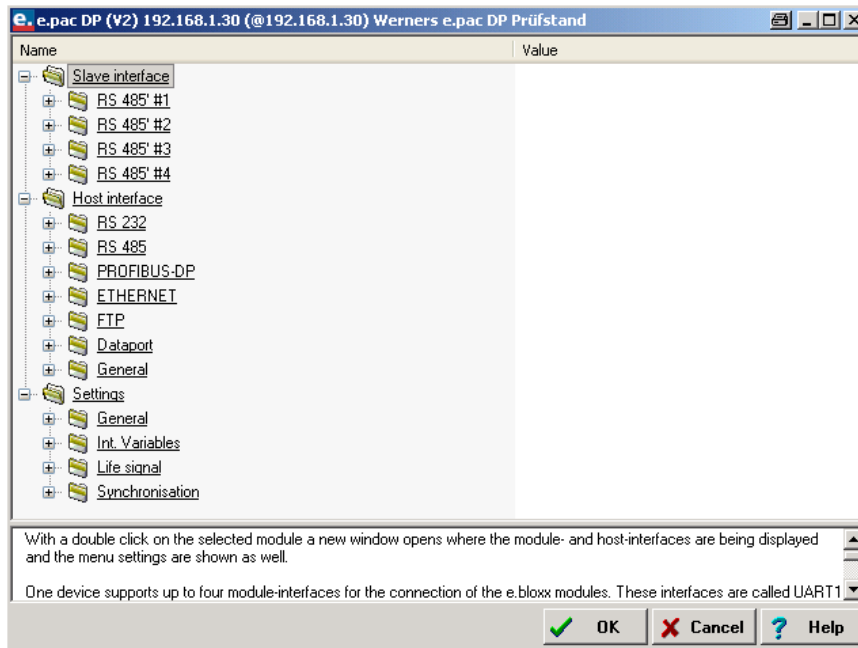 e. e.pac DP (V2) 192.168.1.30 (@192.168.1.30) Werners e.pac DP Prüfstand
Name Value
Slave interface
RS 485' #1
RS 485' #2
RS 485' #3
RS 485' #4
Host interface
RS 232
RS 485
PROFIBUS-DP
ETHERNET
FTP
Dataport
General
Settings
General
Int. Variables
Life signal
Synchronisation
With a double click on the selected module a new window opens where the module- and host-interfaces are being displayed
and the menu settings are shown as well.
One device supports up to four module-interfaces for the connection of the e.bloxx modules. These interfaces are called UART1
OK Cancel ? Help